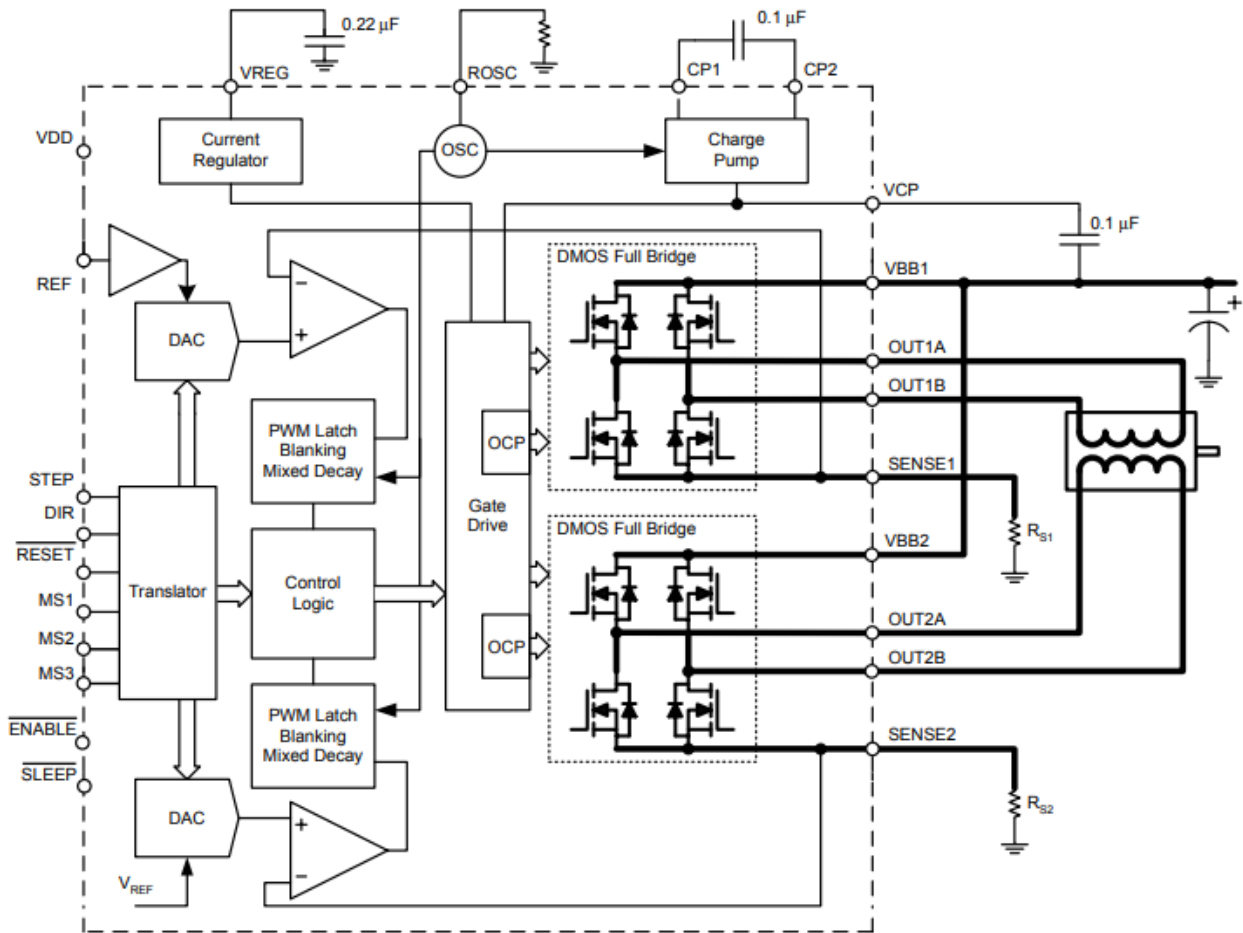 0.22 μF
0.1 μF
VREG
ROSC
CP1
CP2
VDD
Current
Regulator
OSC
Charge
Pump
VCP
0.1 μF
REF
DMOS Full Bridge
VBB1
+
−
+
DAC
OUT1A
OUT1B
PWM Latch
Blanking
Mixed Decay
OCP
SENSE1
STEP
DIR
RESET
MS1
MS2
MS3
Translator
Control
Logic
Gate
Drive
DMOS Full Bridge
RS1
VBB2
OUT2A
OCP
OUT2B
PWM Latch
Blanking
Mixed Decay
ENABLE
SLEEP
SENSE2
RS2
DAC
+
−
VREF